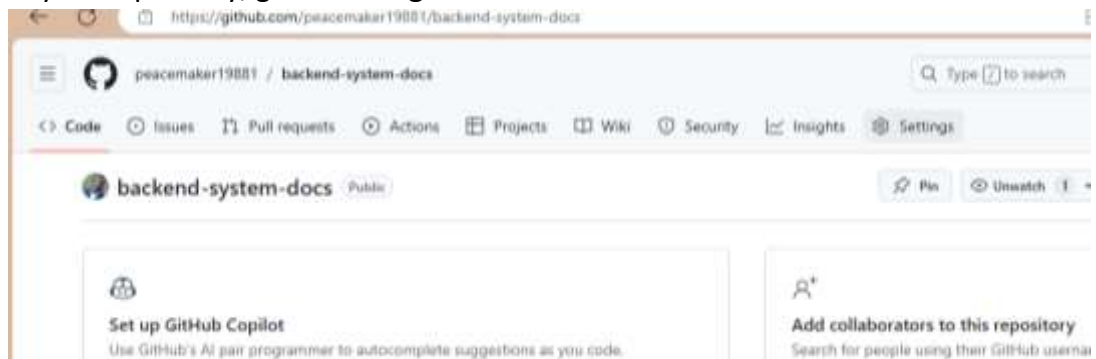 https://github.com/peacemaker19881/backend-system-docs
peacemaker19881 / backend-system-docs
Type / to search
Code Issues Pull requests Actions Projects Wiki Security Insights Settings
backend-system-docs Public
Pin Unwatch 1
Set up GitHub Copilot
Use GitHub's AI pair programmer to autocomplete suggestions as you code.
Add collaborators to this repository
Search for people using their GitHub